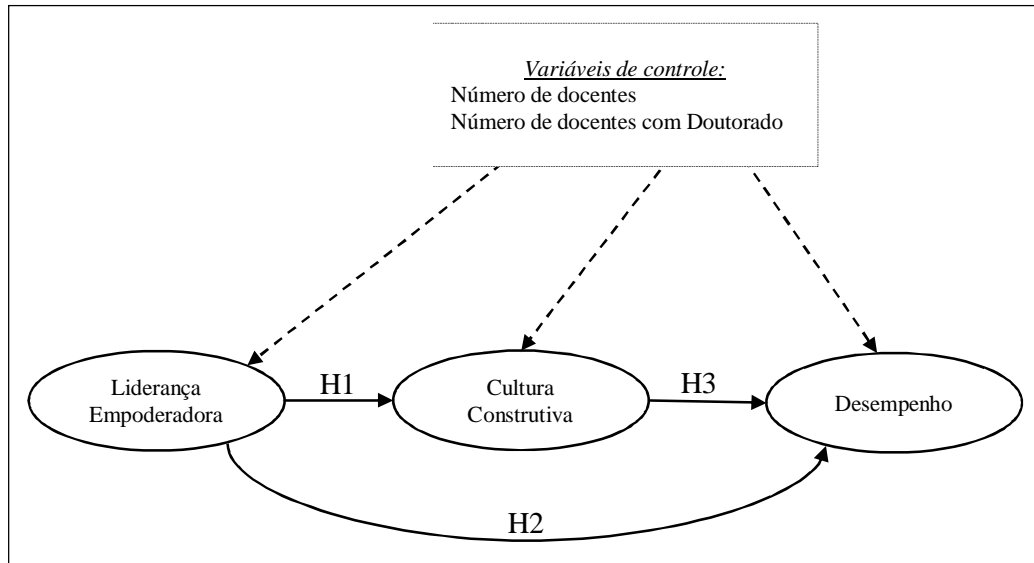 Variáveis de controle:
Número de docentes
Número de docentes com Doutorado
Liderança
Empoderadora
H1
Cultura
Construtiva
H3
Desempenho
H2